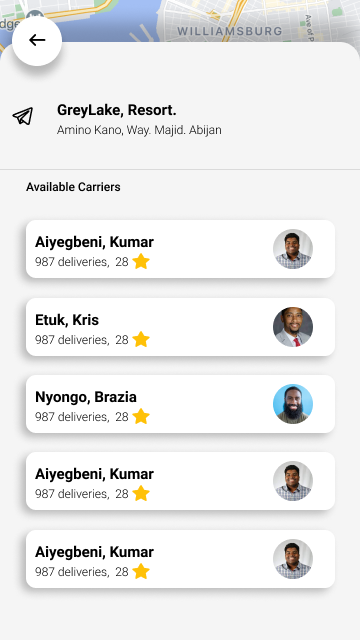 dge
WILLIAMSBURG
Ave of P
GreyLake, Resort.
Amino Kano, Way. Majid. Abijan
Available Carriers
Aiyegbeni, Kumar
987 deliveries, 28
Etuk, Kris
987 deliveries, 28
Nyongo, Brazia
987 deliveries, 28
Aiyegbeni, Kumar
987 deliveries, 28
Aiyegbeni, Kumar
987 deliveries, 28